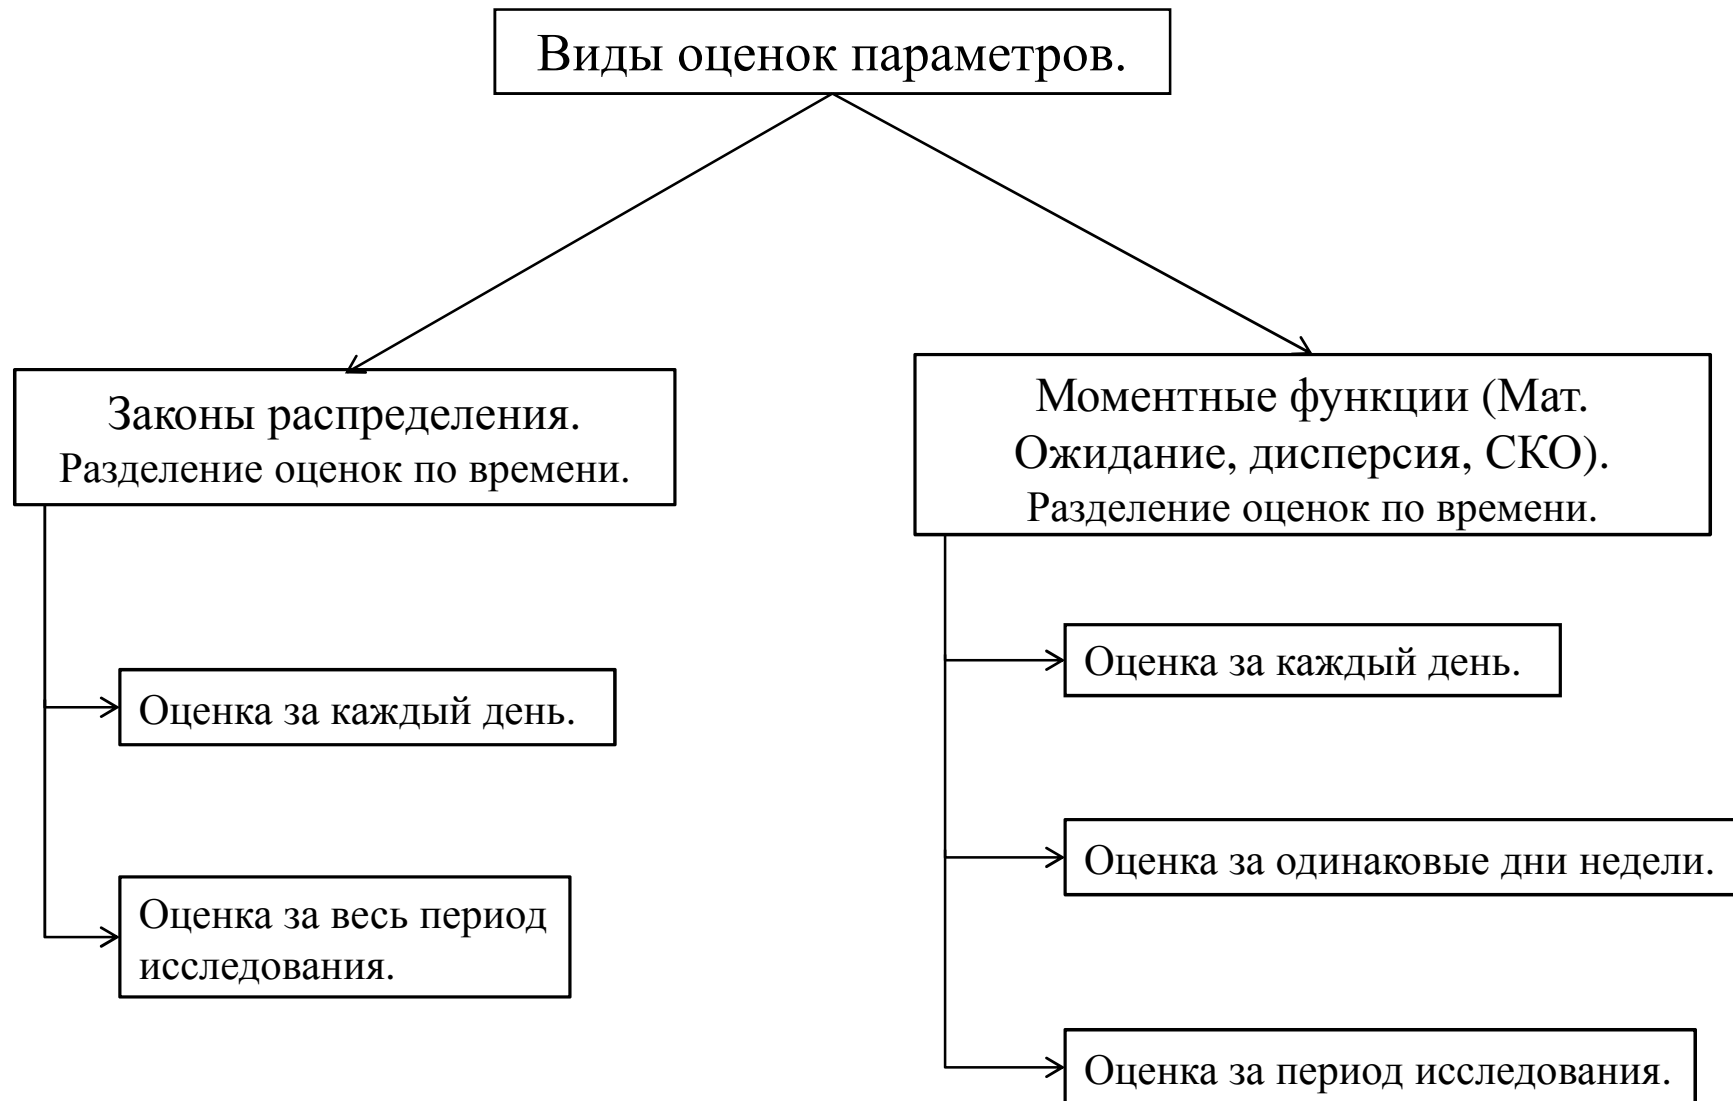 Виды оценок параметров.
Законы распределения.
Разделение оценок по времени.
Оценка за каждый день.
Оценка за весь период
исследования.
Моментные функции (Мат.
Ожидание, дисперсия, СКО).
Разделение оценок по времени.
Оценка за каждый день.
Оценка за одинаковые дни недели.
Оценка за период исследования.